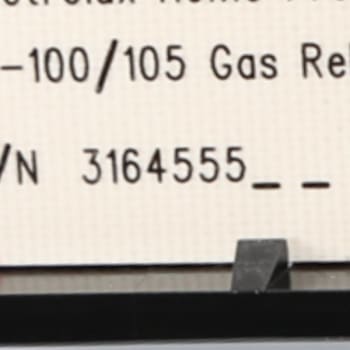 -100/105 Gas Re
/N 3164555_ _